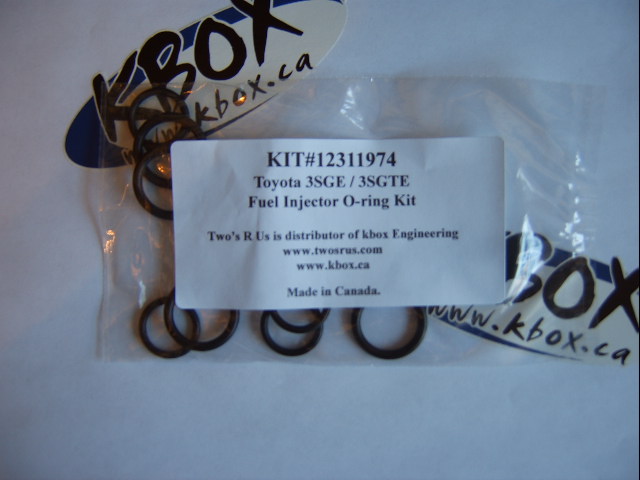 KBOX
www.kbox.ca
KIT#12311974
Toyota 3SGE / 3SGTE
Fuel Injector O-ring Kit
Two's R Us is distributor of kbox Engineering
www.twosrus.com
www.kbox.ca
Made in Canada.
BOX
www.kbox.ca